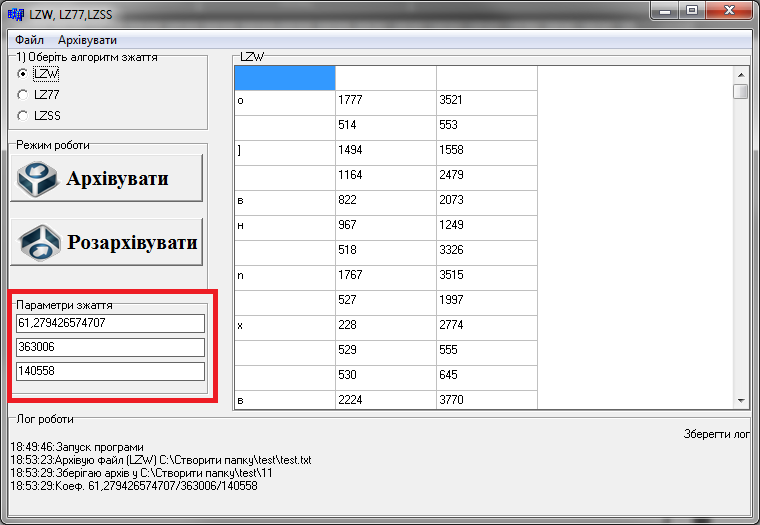 LZW, LZ77,LZSS
Файл Архівувати
1) Оберіть алгоритм зжаття
LZW
LZ77
LZSS
Режим роботи
Архівувати
Розархівувати
Параметри зжаття
61,279426574707
363006
140558
LZW
о 1777 3521
514 553
] 1494 1558
1164 2479
в 822 2073
н 967 1249
518 3326
п 1767 3515
527 1997
х 228 2774
529 555
530 645
в 2224 3770
Лог роботи
Зберегти лог
18:49:46:Запуск програми
18:53:23:Архівую файл (LZW) C:\Створити папку\test\test.txt
18:53:29:Зберігаю архів у C:\Створити папку\test\11
18:53:29:Коеф. 61,279426574707/363006/140558